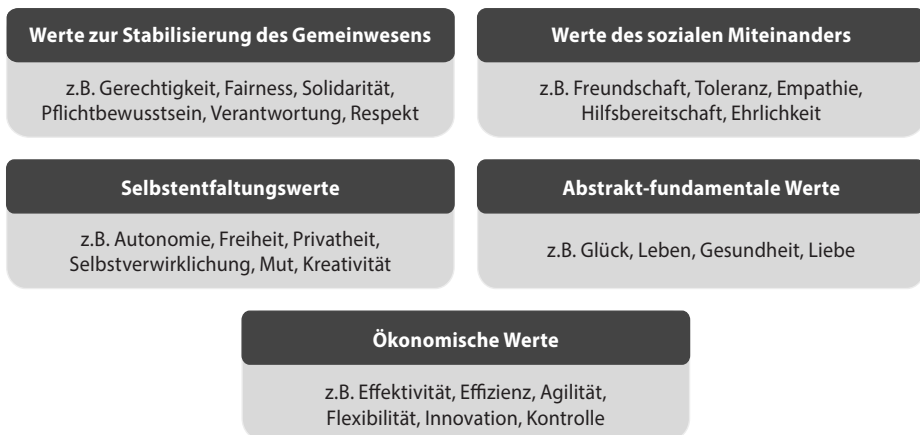 Werte zur Stabilisierung des Gemeinwesens
z.B. Gerechtigkeit, Fairness, Solidarität,
Pflichtbewusstsein, Verantwortung, Respekt
Werte des sozialen Miteinanders
z.B. Freundschaft, Toleranz, Empathie,
Hilfsbereitschaft, Ehrlichkeit
Selbstentfaltungswerte
z.B. Autonomie, Freiheit, Privatheit,
Selbstverwirklichung, Mut, Kreativität
Abstrakt-fundamentale Werte
z.B. Glück, Leben, Gesundheit, Liebe
Ökonomische Werte
z.B. Effektivität, Effizienz, Agilität,
Flexibilität, Innovation, Kontrolle